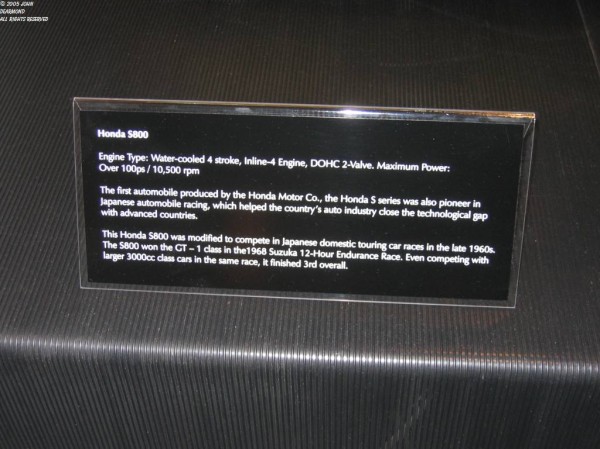 © 2005 JOHN
DEARMOND
ALL RIGHTS RESERVED
Honda S800
Engine Type: Water-cooled 4 stroke, Inline-4 Engine, DOHC 2-Valve. Maximum Power:
Over 100ps / 10,500 rpm
The first automobile produced by the Honda Motor Co., the Honda S series was also pioneer in
Japanese automobile racing, which helped the country's auto industry close the technological gap
with advanced countries.
This Honda S800 was modified to compete in Japanese domestic touring car races in the late 1960s.
The S800 won the GT – 1 class in the1968 Suzuka 12-Hour Endurance Race. Even competing with
larger 3000cc class cars in the same race, it finished 3rd overall.